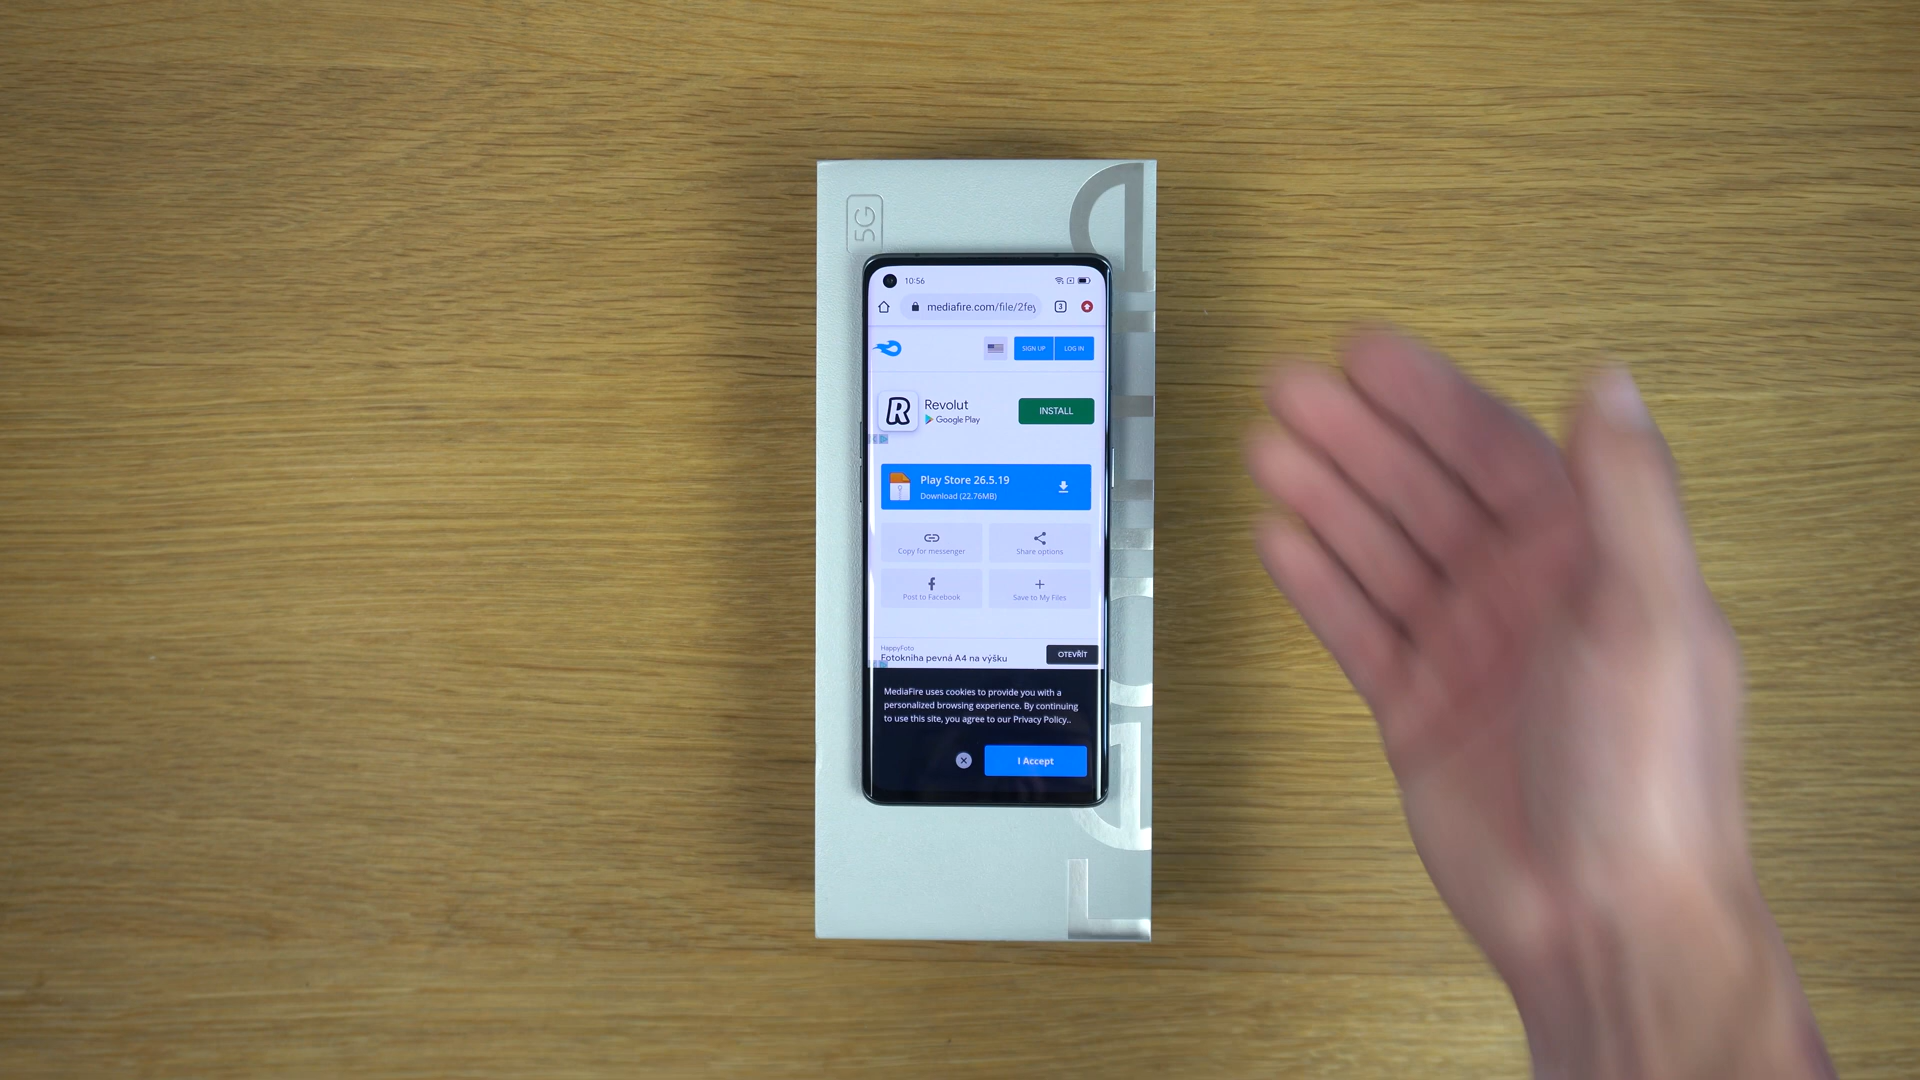 5G
10:56
mediafire.com/file/2fey
3
SIGN UP
LOG IN
R
Revolut
Google Play
INSTALL
Play Store 26.5.19
Download (22.76MB)
Copy for messenger
Share options
Post to Facebook
Save to My Files
HappyFoto
Fotokniha pevná A4 na výšku
OTEVŘÍT
MediaFire uses cookies to provide you with a
personalized browsing experience. By continuing
to use this site, you agree to our Privacy Policy..
I Accept